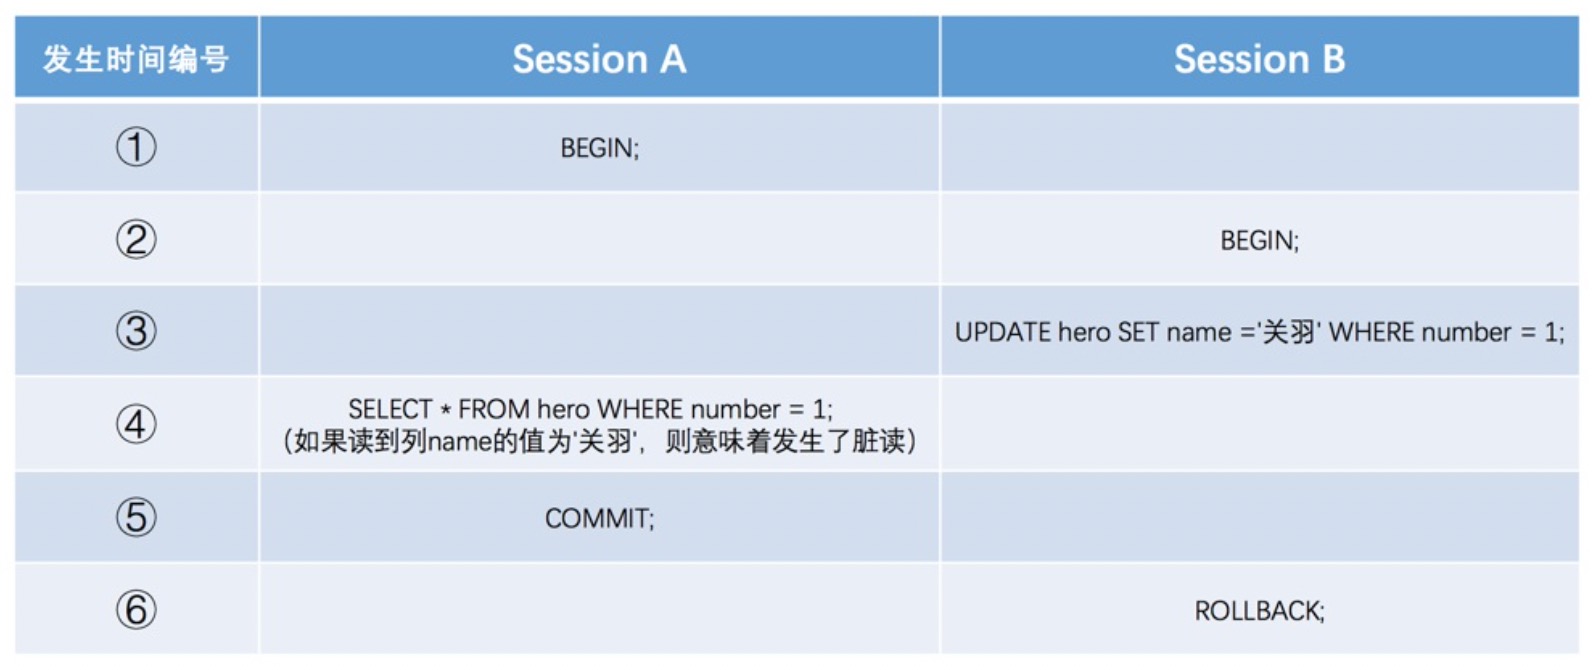 发生时间编号 Session A Session B
① BEGIN;
② BEGIN;
③ UPDATE hero SET name ='关羽' WHERE number = 1;
④ SELECT * FROM hero WHERE number = 1;
（如果读到列name的值为'关羽'，则意味着发生了脏读）
⑤ COMMIT;
⑥ ROLLBACK;